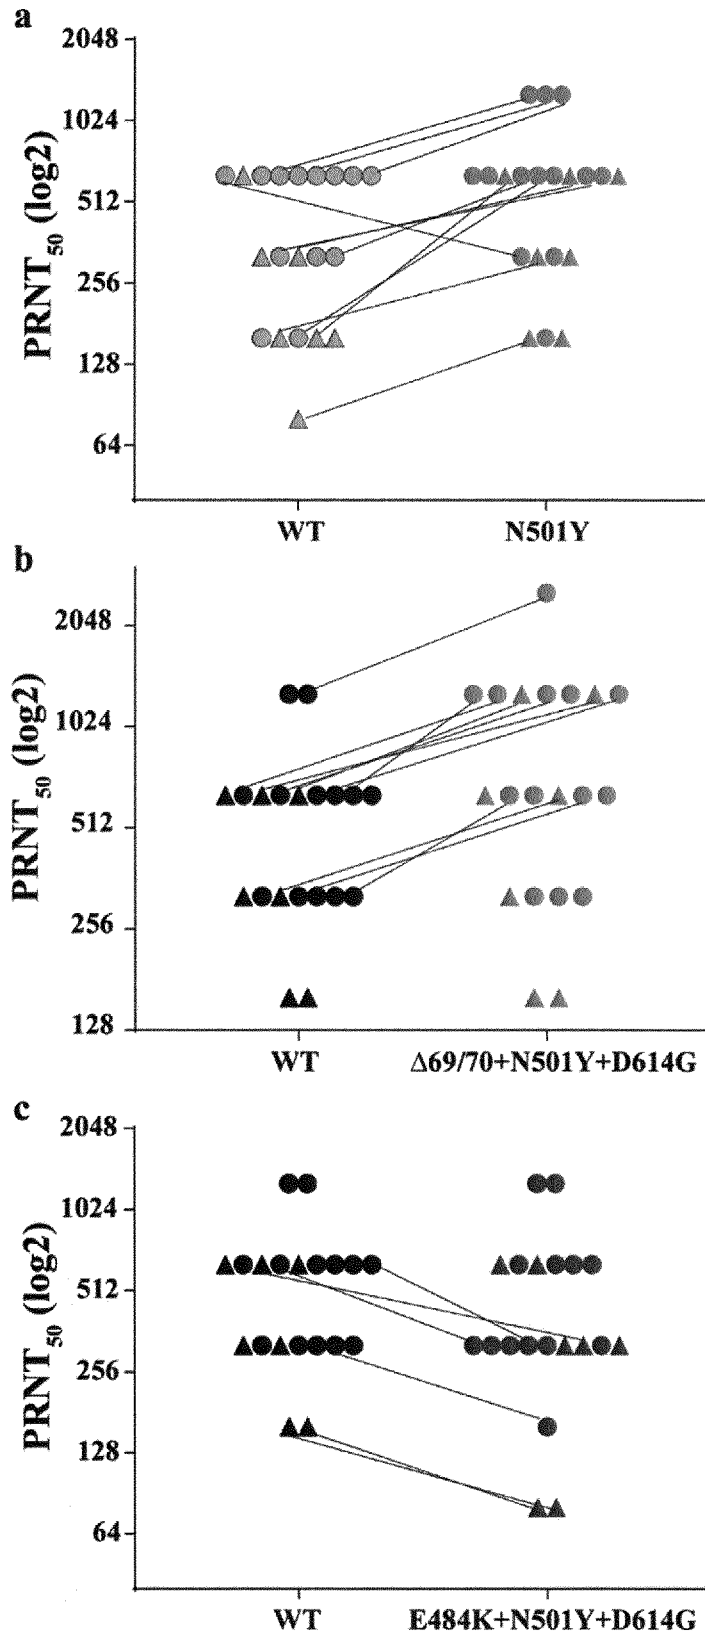 a
2048
1024
512
256
128
64
PRNT50 (log2)
WT
N501Y
b
2048
1024
512
256
128
PRNT50 (log2)
WT
Δ69/70+N501Y+D614G
c
2048
1024
512
256
128
64
PRNT50 (log2)
WT
E484K+N501Y+D614G